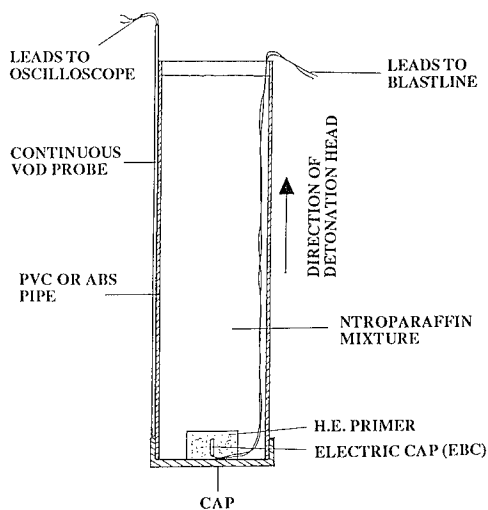 LEADS TO
OSCILLOSCOPE
LEADS TO
BLASTLINE
CONTINUOUS
VOD PROBE
DIRECTION OF
DETONATION HEAD
PVC OR ABS
PIPE
NTROPARAFFIN
MIXTURE
H.E. PRIMER
ELECTRIC CAP (EBC)
CAP